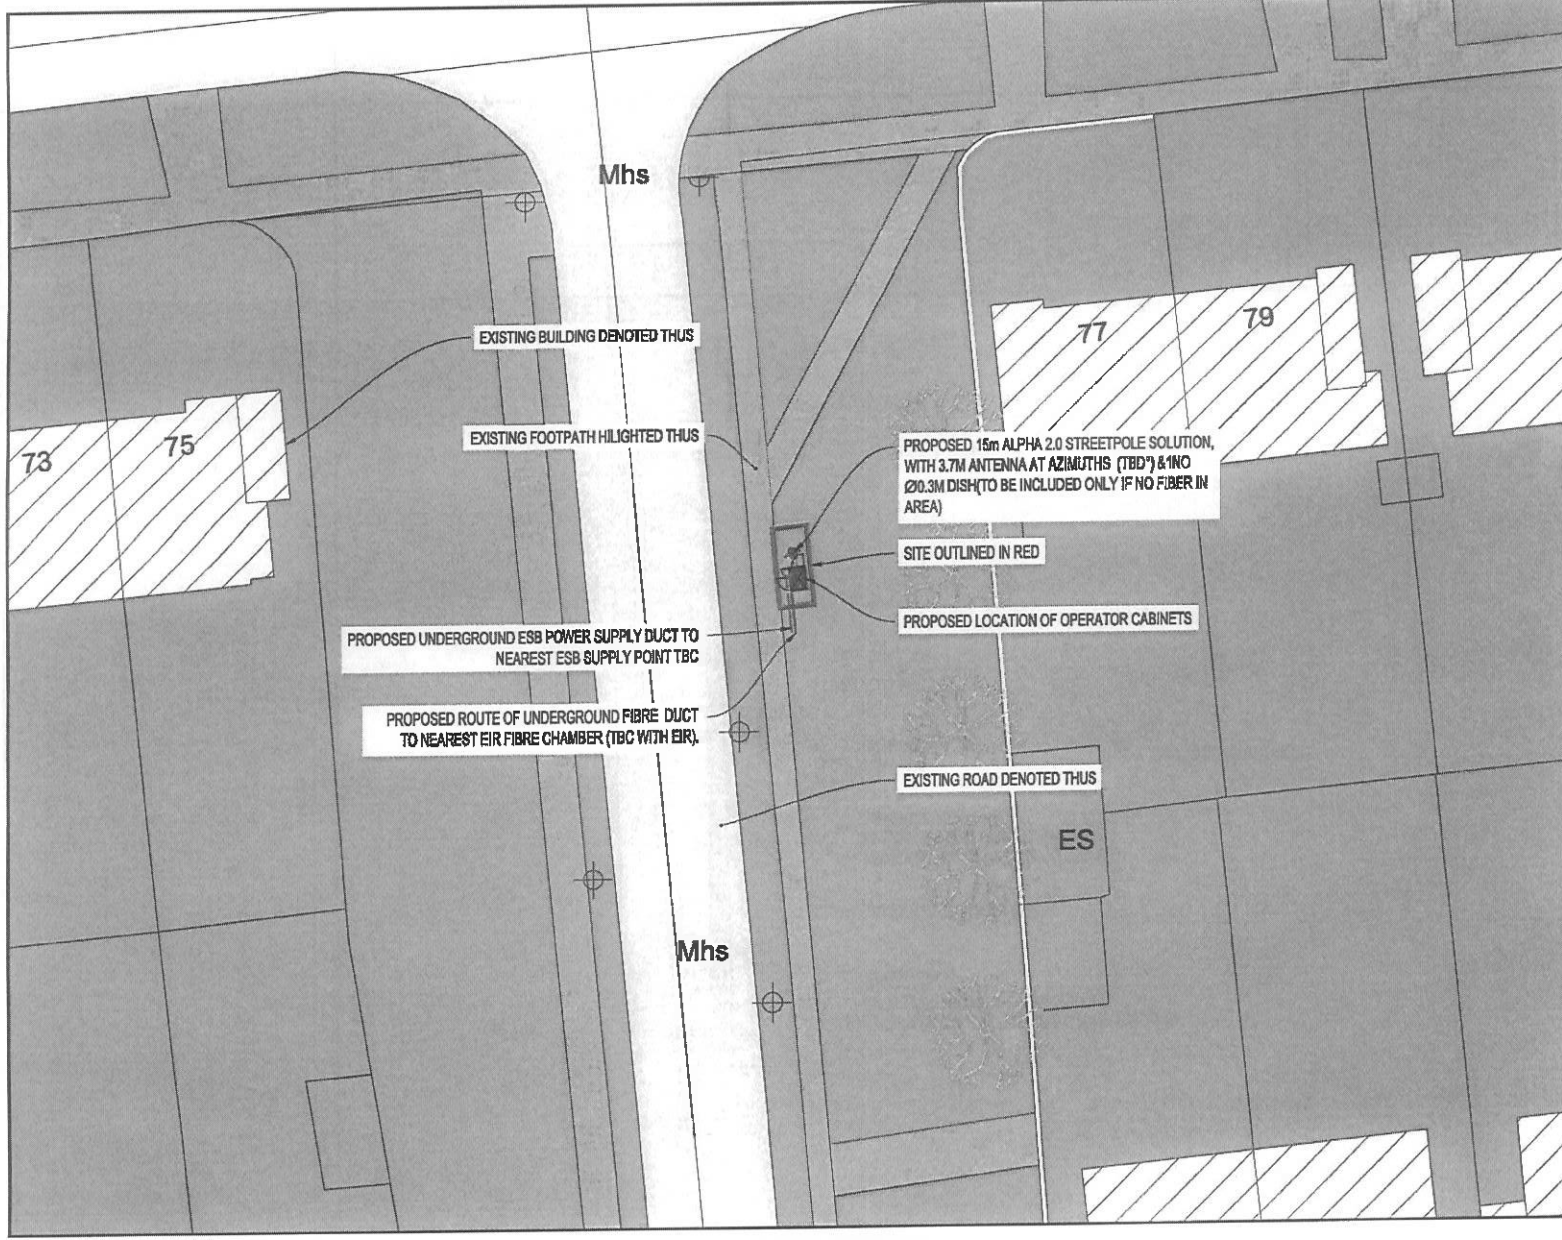 Mhs
77
79
EXISTING BUILDING DENOTED THUS
73
75
EXISTING FOOTPATH HILIGHTED THUS
PROPOSED 15m ALPHA 2.0 STREETPOLE SOLUTION,
WITH 3.7M ANTENNA AT AZIMUTHS (TBD°) &1NO
Ø0.3M DISH(TO BE INCLUDED ONLY IF NO FIBER IN
AREA)
SITE OUTLINED IN RED
PROPOSED LOCATION OF OPERATOR CABINETS
PROPOSED UNDERGROUND ESB POWER SUPPLY DUCT TO
NEAREST ESB SUPPLY POINT TBC
PROPOSED ROUTE OF UNDERGROUND FIBRE DUCT
TO NEAREST EIR FIBRE CHAMBER (TBC WITH EIR).
EXISTING ROAD DENOTED THUS
ES
Mhs